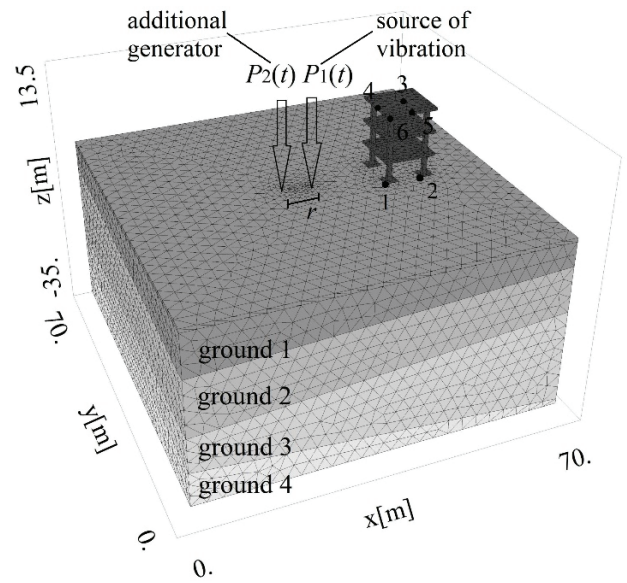 additional
generator
source of
vibration
P2(t) P1(t)
3
4
5
6
1
2
r
13.5
z[m]
-35.
70.
y[m]
0.
ground 1
ground 2
ground 3
ground 4
0.
x[m]
70.